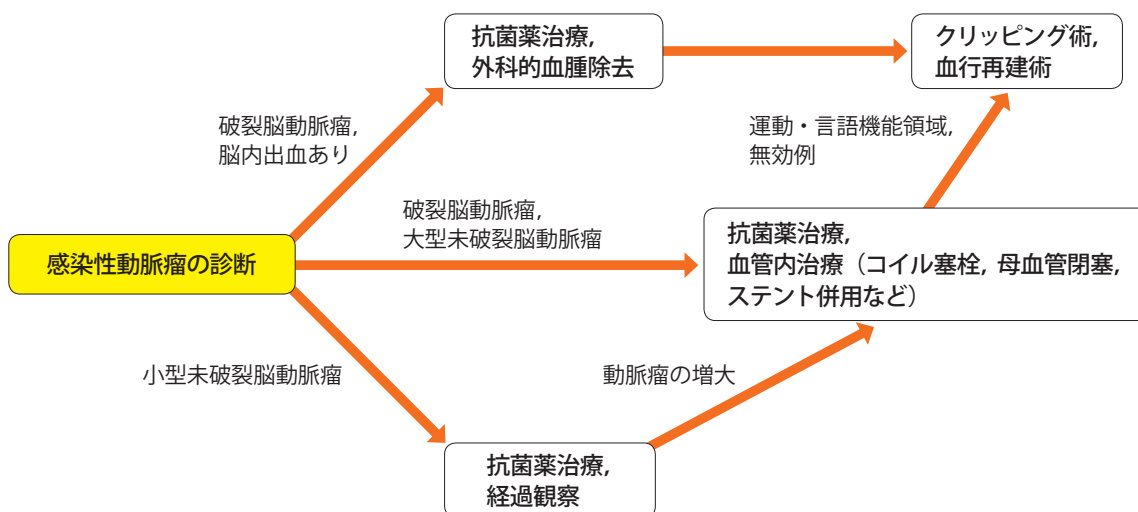 抗菌薬治療,
外科的血腫除去
クリッピング術,
血行再建術
破裂脳動脈瘤,
脳内出血あり
運動・言語機能領域,
無効例
破裂脳動脈瘤,
大型未破裂脳動脈瘤
感染性動脈瘤の診断
抗菌薬治療,
血管内治療（コイル塞栓, 母血管閉塞,
ステント併用など）
小型未破裂脳動脈瘤
動脈瘤の増大
抗菌薬治療,
経過観察